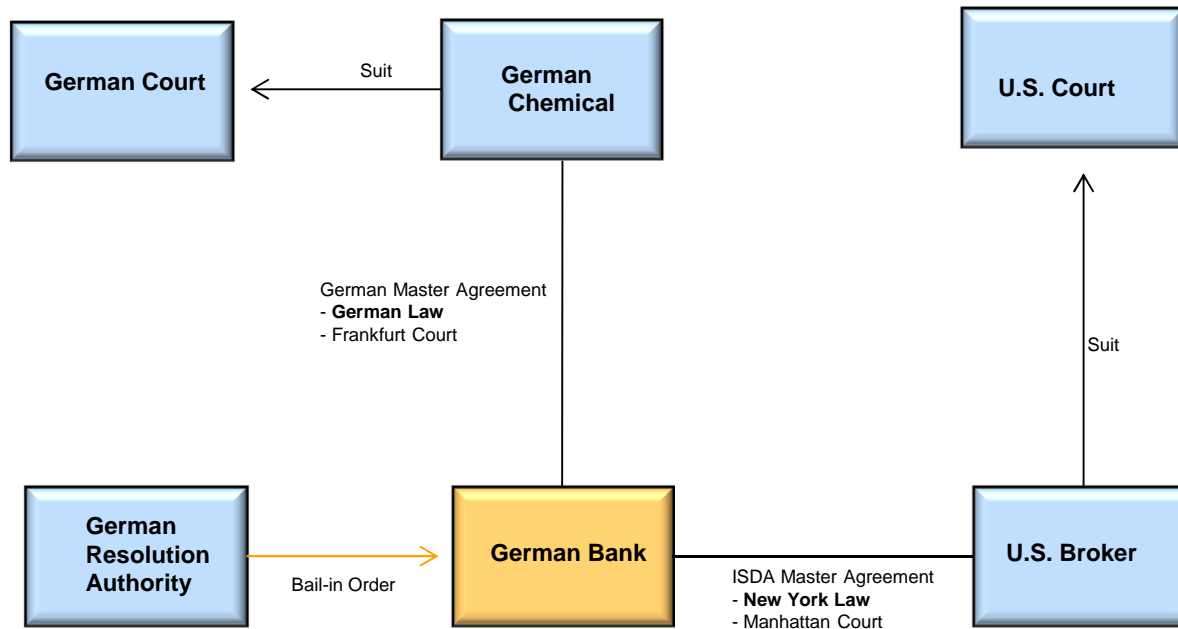 German Court
Suit
German
Chemical
U.S. Court
German Master Agreement
- German Law
- Frankfurt Court
Suit
German
Resolution
Authority
Bail-in Order
German Bank
ISDA Master Agreement
- New York Law
- Manhattan Court
U.S. Broker